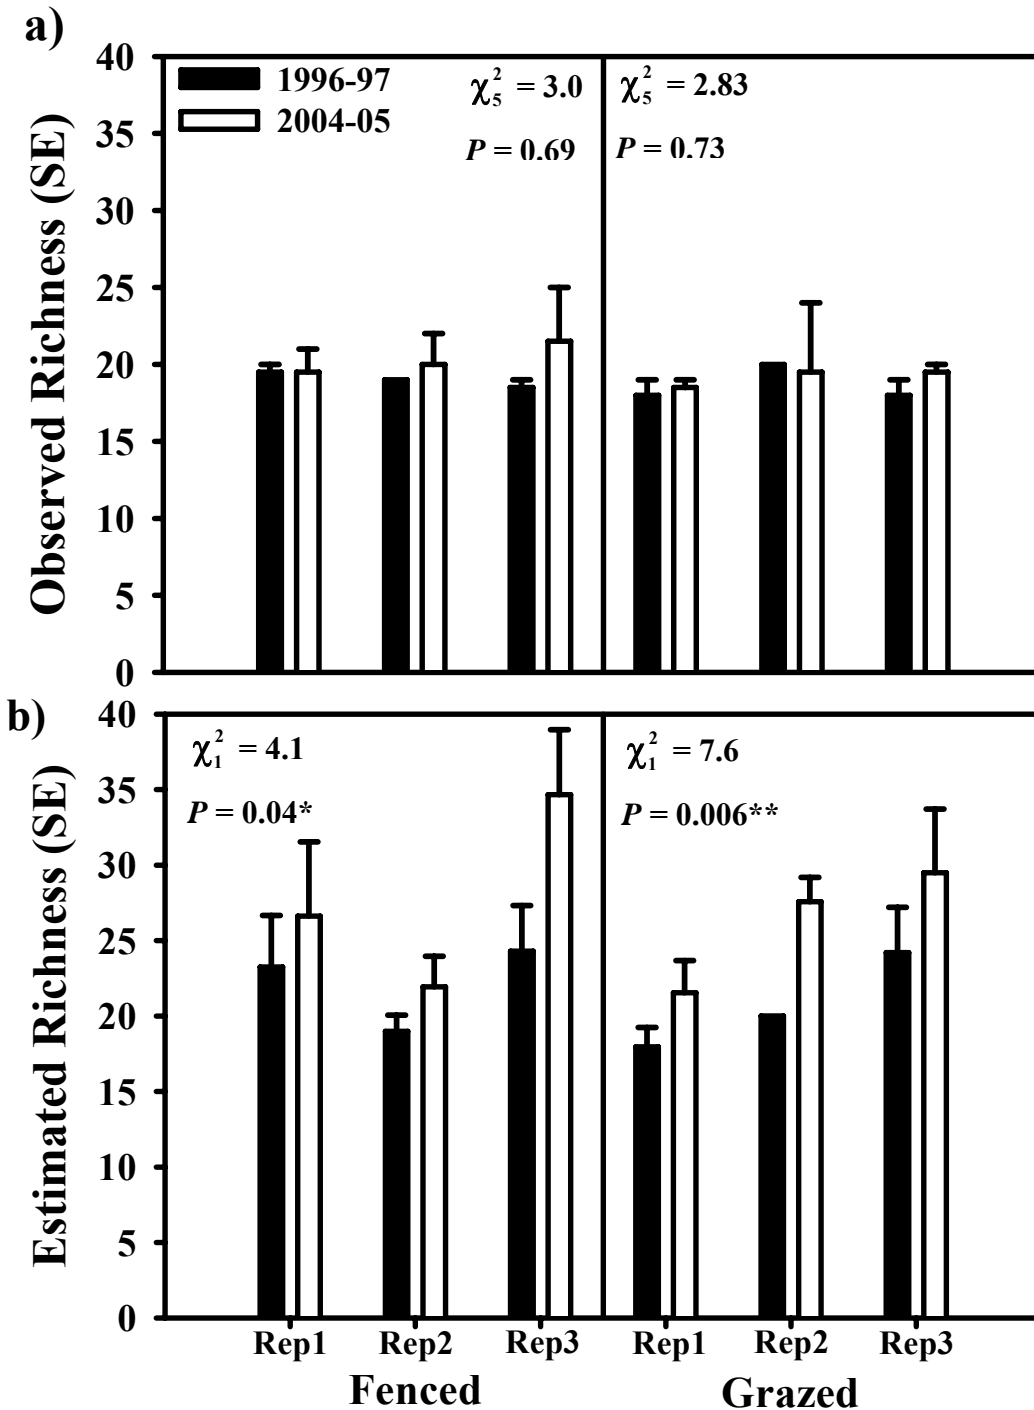 a)
Observed Richness (SE)
40
35
30
25
20
15
10
5
0
1996-97
2004-05
χ²₅ = 3.0
P = 0.69
χ²₅ = 2.83
P = 0.73
b)
Estimated Richness (SE)
40
35
30
25
20
15
10
5
0
χ²₁ = 4.1
P = 0.04*
χ²₁ = 7.6
P = 0.006**
Rep1 Rep2 Rep3 Rep1 Rep2 Rep3
Fenced Grazed